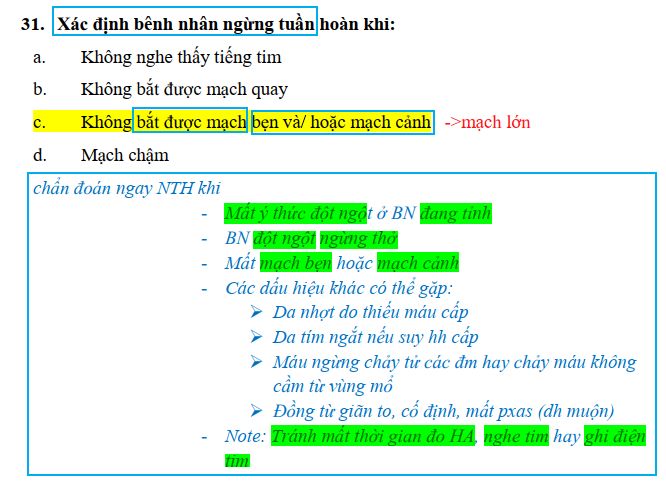 31. Xác định bênh nhân ngừng tuần hoàn khi:
a. Không nghe thấy tiếng tim
b. Không bắt được mạch quay
c. Không bắt được mạch bẹn và/ hoặc mạch cảnh ->mạch lớn
d. Mạch chậm
chẩn đoán ngay NTH khi
- Mất ý thức đột ngột ở BN đang tỉnh
- BN đột ngột ngừng thở
- Mất mạch bẹn hoặc mạch cảnh
- Các dấu hiệu khác có thể gặp:
➤ Da nhợt do thiếu máu cấp
➤ Da tím ngắt nếu suy hh cấp
➤ Máu ngừng chảy từ các đm hay chảy máu không
cầm từ vùng mổ
➤ Đồng tử giãn to, cố định, mất pxas (dh muộn)
- Note: Tránh mất thời gian đo HA, nghe tim hay ghi điện
tim